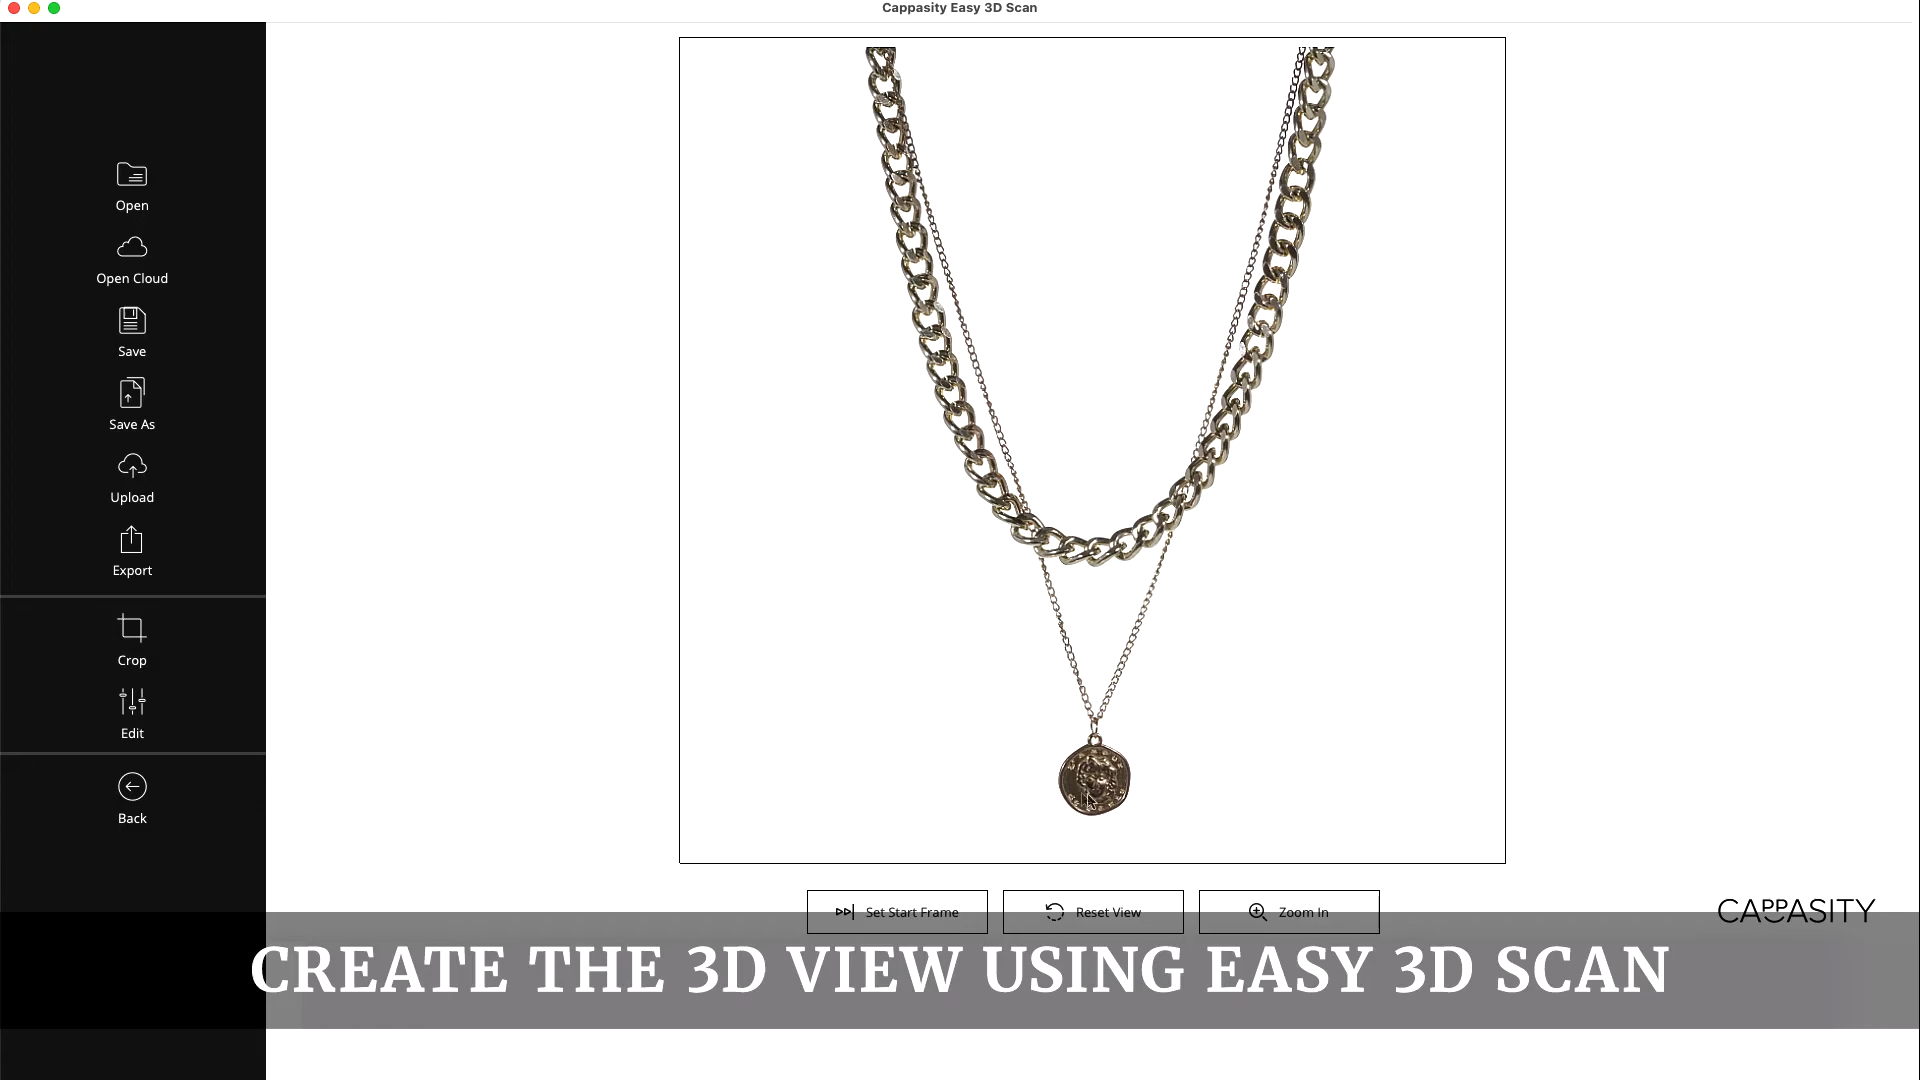 Cappasity Easy 3D Scan
Open
Open Cloud
Save
Save As
Upload
Export
Crop
Edit
Back
Set Start Frame
Reset View
Zoom In
CAPPASITY
CREATE THE 3D VIEW USING EASY 3D SCAN